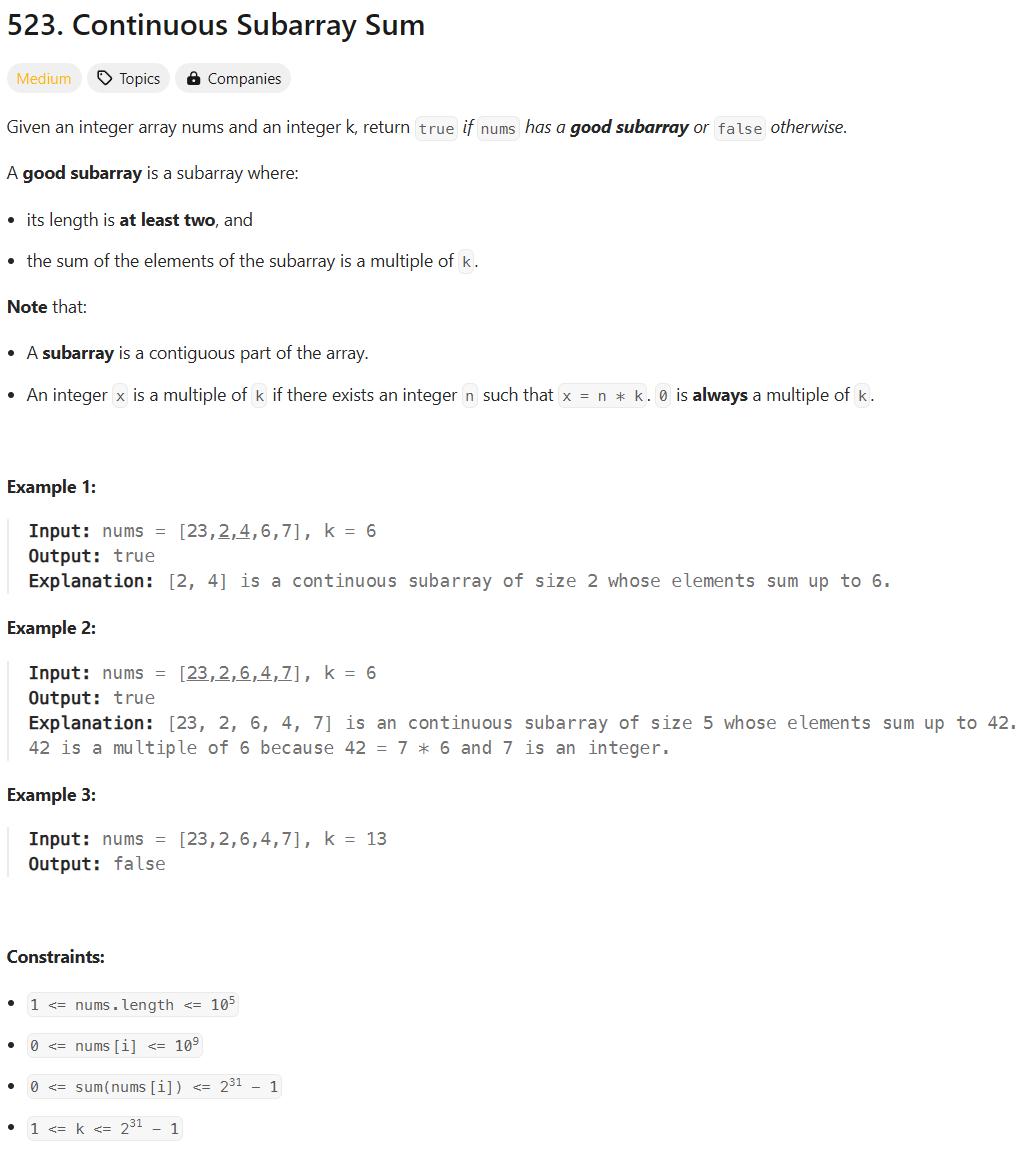 523. Continuous Subarray Sum
Medium Topics Companies
Given an integer array nums and an integer k, return true if nums has a good subarray or false otherwise.
A good subarray is a subarray where:
• its length is at least two, and
• the sum of the elements of the subarray is a multiple of k.
Note that:
• A subarray is a contiguous part of the array.
• An integer x is a multiple of k if there exists an integer n such that x = n * k. 0 is always a multiple of k.
Example 1:
Input: nums = [23,2,4,6,7], k = 6
Output: true
Explanation: [2, 4] is a continuous subarray of size 2 whose elements sum up to 6.
Example 2:
Input: nums = [23,2,6,4,7], k = 6
Output: true
Explanation: [23, 2, 6, 4, 7] is an continuous subarray of size 5 whose elements sum up to 42.
42 is a multiple of 6 because 42 = 7 * 6 and 7 is an integer.
Example 3:
Input: nums = [23,2,6,4,7], k = 13
Output: false
Constraints:
• 1 <= nums.length <= 10⁵
• 0 <= nums[i] <= 10⁹
• 0 <= sum(nums[i]) <= 2³¹ - 1
• 1 <= k <= 2³¹ - 1